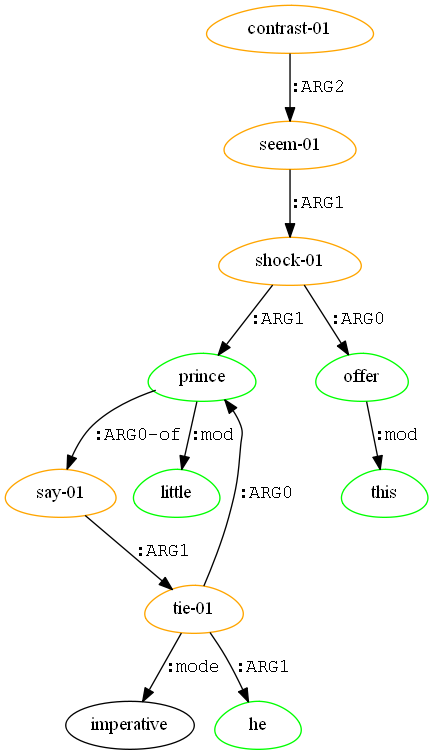 contrast-01
:ARG2
seem-01
:ARG1
shock-01
:ARG1 :ARG0
prince offer
:ARG0-of :mod :mod
say-01 little :ARG0 this
:ARG1
tie-01
:mode :ARG1
imperative he